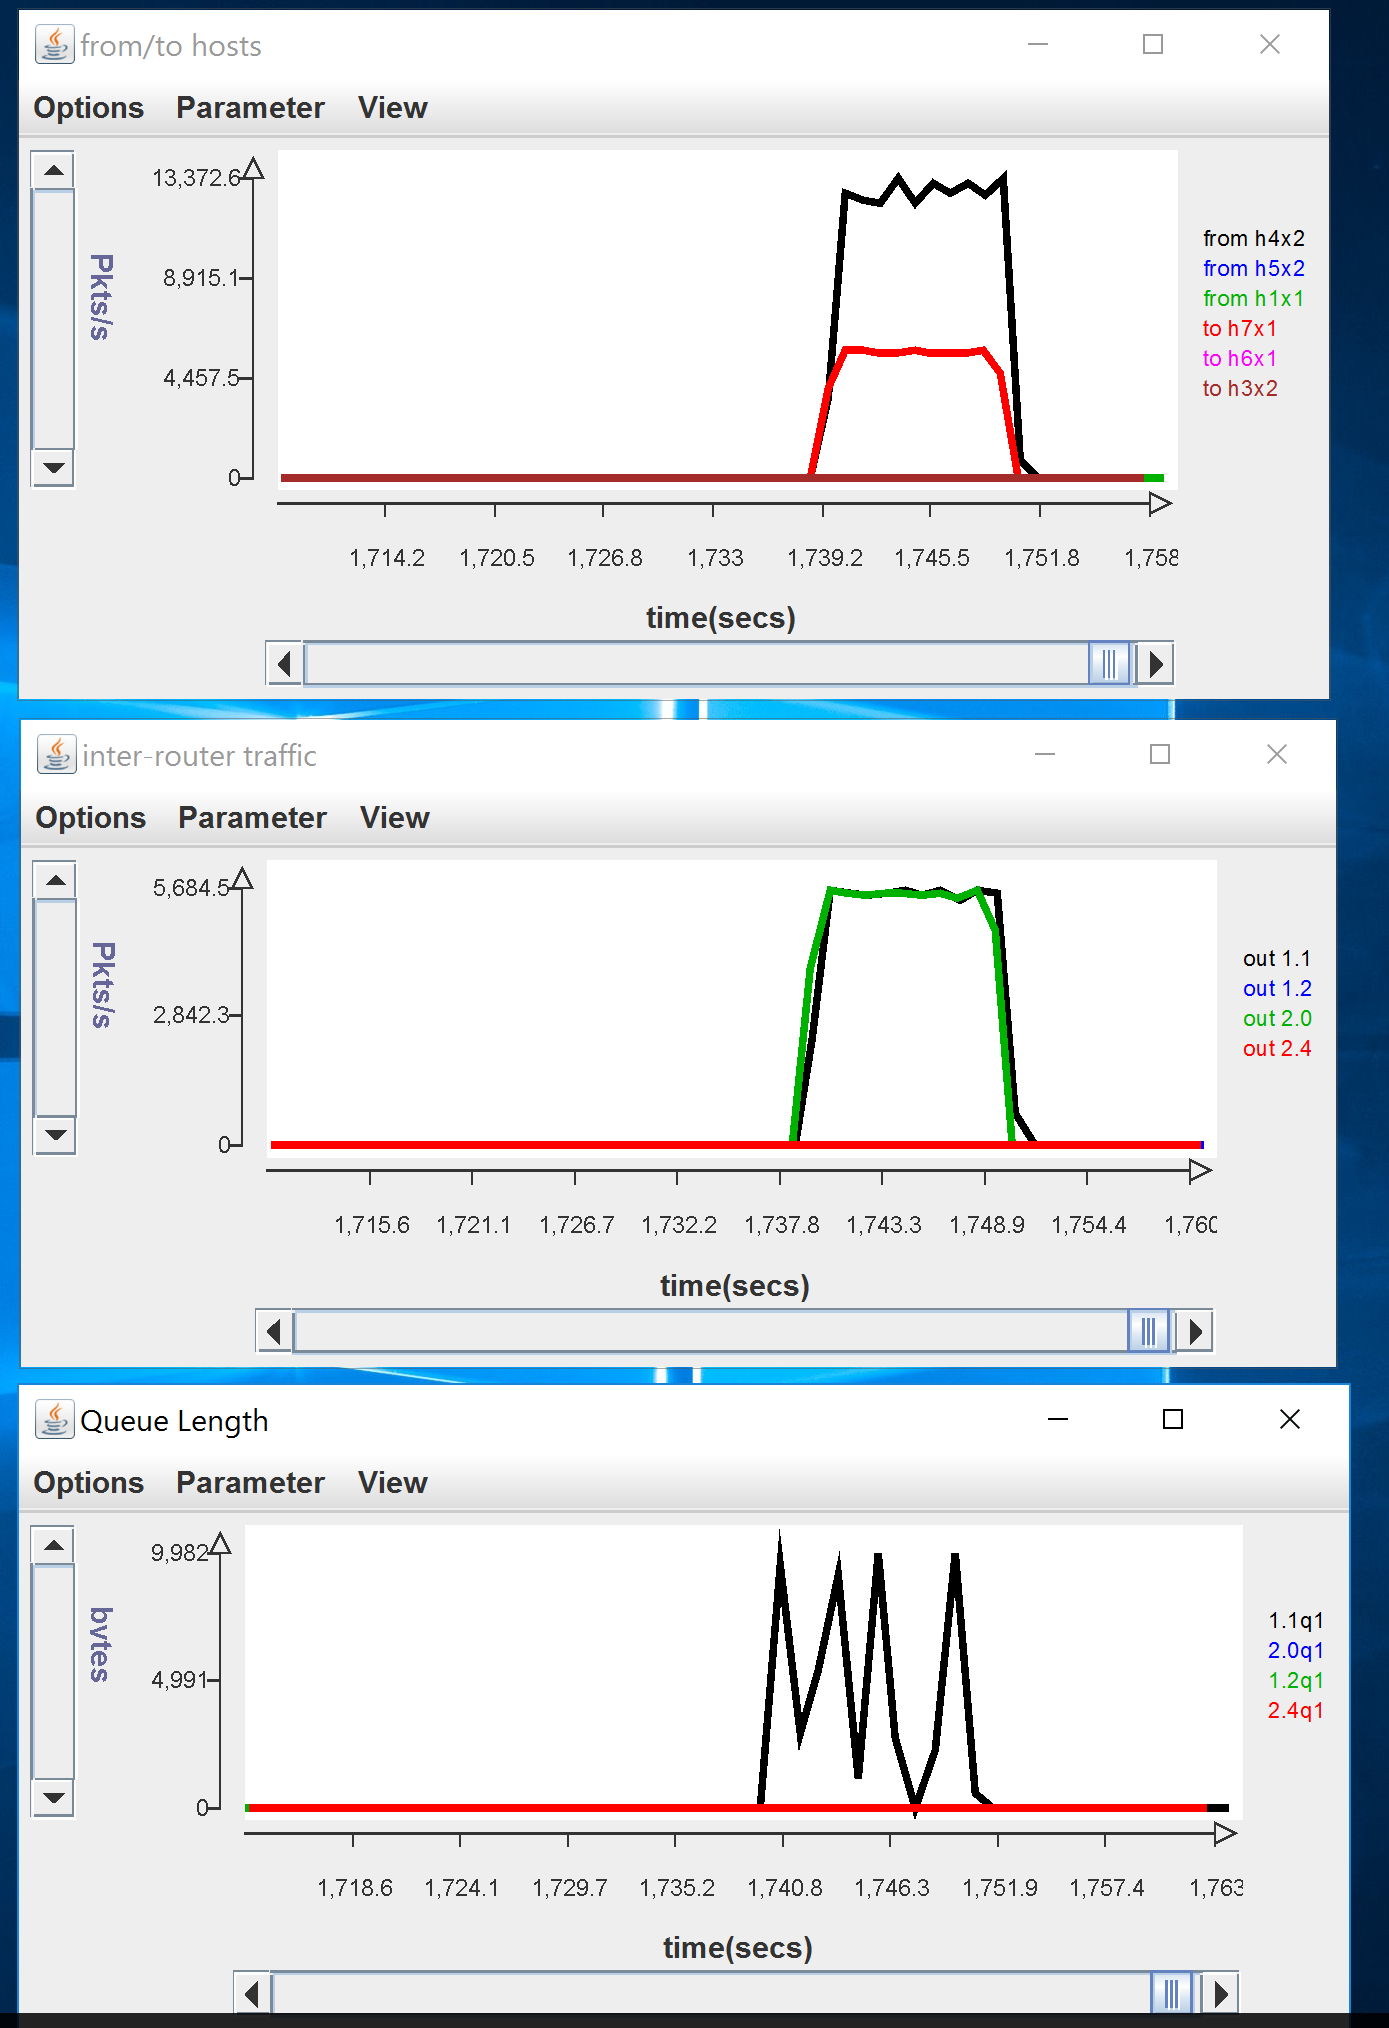 from/to hosts
Options Parameter View
Pkts/s
13,372.6
8,915.1
4,457.5
0
from h4x2
from h5x2
from h1x1
to h7x1
to h6x1
to h3x2
1,714.2 1,720.5 1,726.8 1,733 1,739.2 1,745.5 1,751.8 1,758
time(secs)
inter-router traffic
Options Parameter View
Pkts/s
5,684.5
2,842.3
0
out 1.1
out 1.2
out 2.0
out 2.4
1,715.6 1,721.1 1,726.7 1,732.2 1,737.8 1,743.3 1,748.9 1,754.4 1,760
time(secs)
Queue Length
Options Parameter View
bytes
9,982
4,991
0
1.1q1
2.0q1
1.2q1
2.4q1
1,718.6 1,724.1 1,729.7 1,735.2 1,740.8 1,746.3 1,751.9 1,757.4 1,763
time(secs)